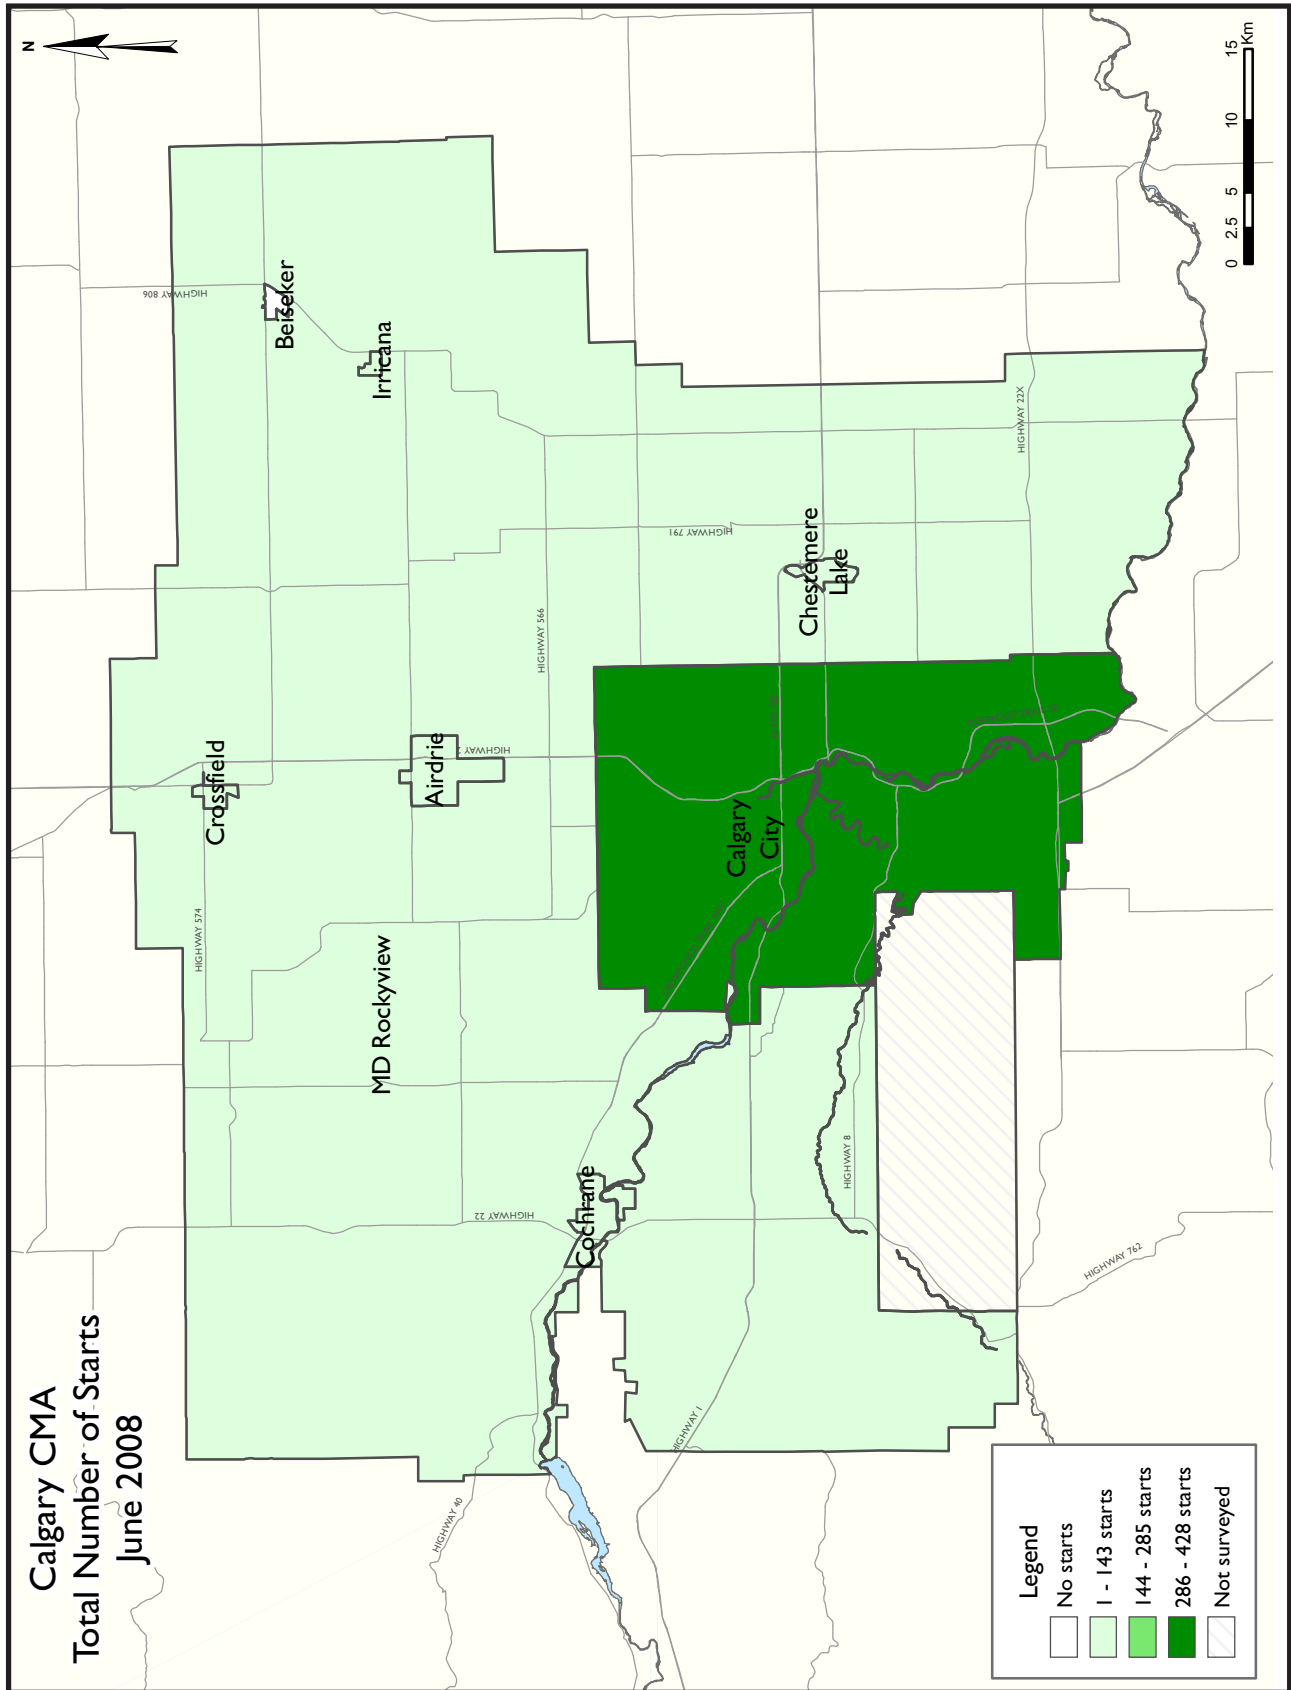 Calgary CMA
Total Number of Starts
June 2008
N
Crossfield
Beiseker
Irricana
Airdrie
MD Rockyview
Cochrane
Calgary
City
Chestemere
Lake
HIGHWAY 574
HIGHWAY 806
HIGHWAY 566
HIGHWAY
HIGHWAY 791
HIGHWAY 22X
HIGHWAY 22
HIGHWAY 8
HIGHWAY 40
HIGHWAY 1
HIGHWAY 762
Legend
No starts
1 - 143 starts
144 - 285 starts
286 - 428 starts
Not surveyed
0 2.5 5 10 15
Km